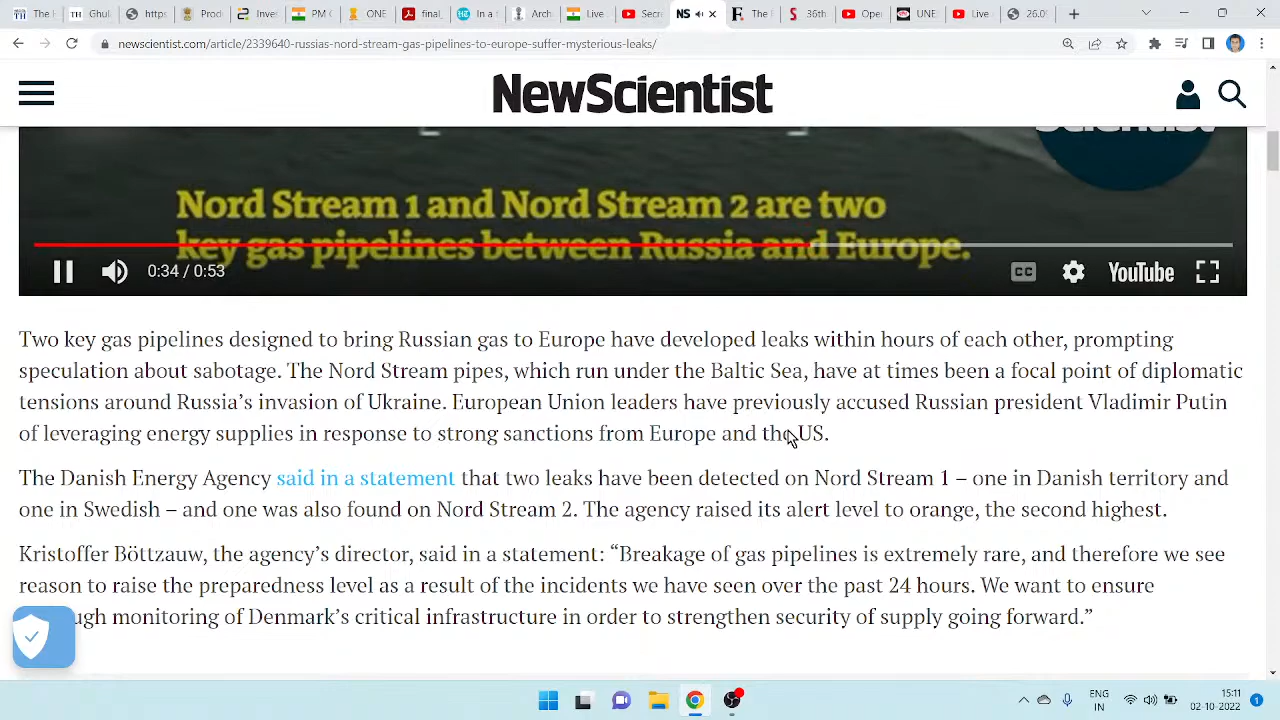 The l
https
Prod
Inve
PM C
ONE
final_
In a c
Arch
Live
Secr
NS
The l
36th
Ope
UNE
Live
26.0
newscientist.com/article/2339640-russias-nord-stream-gas-pipelines-to-europe-suffer-mysterious-leaks/
NewScientist
Nord Stream 1 and Nord Stream 2 are two
key gas pipelines between Russia and Europe.
0:34 / 0:53
CC
YouTube
Two key gas pipelines designed to bring Russian gas to Europe have developed leaks within hours of each other, prompting
speculation about sabotage. The Nord Stream pipes, which run under the Baltic Sea, have at times been a focal point of diplomatic
tensions around Russia's invasion of Ukraine. European Union leaders have previously accused Russian president Vladimir Putin
of leveraging energy supplies in response to strong sanctions from Europe and the US.
The Danish Energy Agency said in a statement that two leaks have been detected on Nord Stream 1 – one in Danish territory and
one in Swedish – and one was also found on Nord Stream 2. The agency raised its alert level to orange, the second highest.
Kristoffer Böttzauw, the agency's director, said in a statement: “Breakage of gas pipelines is extremely rare, and therefore we see
reason to raise the preparedness level as a result of the incidents we have seen over the past 24 hours. We want to ensure
ugh monitoring of Denmark's critical infrastructure in order to strengthen security of supply going forward.”
ENG
IN
15:11
02-10-2022
1